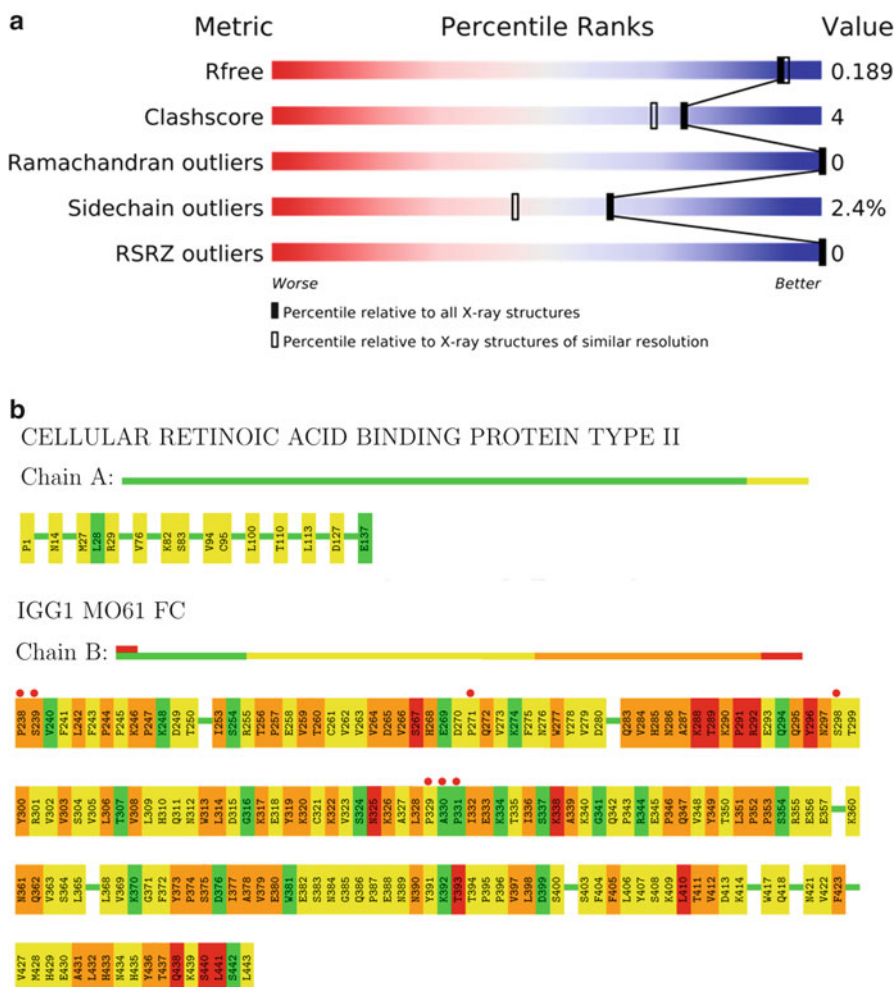 a
Metric Percentile Ranks Value
Rfree 0.189
Clashscore 4
Ramachandran outliers 0
Sidechain outliers 2.4%
RSRZ outliers 0
Worse Better
Percentile relative to all X-ray structures
Percentile relative to X-ray structures of similar resolution
b
CELLULAR RETINOIC ACID BINDING PROTEIN TYPE II
Chain A:
P1 N14 M27 L28 R29 V76 K82 S83 V94 C95 L100 T110 L113 D127 E137
IGG1 MO61 FC
Chain B:
P238 S239 V240 F241 L242 F243 P244 P245 K246 P247 K248 D249 T250 I253 S254 R255 T256 P257 E258 V259 T260 C261 V262 V263 V264 D265 V266 S267 H268 E269 D270 P271 Q272 V273 K274 F275 N276 W277 Y278 V279 D280 Q283 V284 H285 N286 A287 K288 T289 K290 P291 R292 E293 Q294 Q295 Y296 N297 S298 T299
Y300 R301 V302 V303 S304 V305 L306 T307 V308 L309 H310 Q311 N312 W313 L314 D315 G316 K317 E318 Y319 K320 C321 K322 V323 S324 N325 K326 A327 L328 P329 A330 P331 I332 E333 K334 T335 I336 S337 K338 A339 K340 G341 Q342 P343 R344 E345 P346 Q347 V348 Y349 T350 L351 P352 P353 S354 R355 E356 E357 K360
N361 Q362 V363 S364 L365 L368 V369 K370 G371 F372 Y373 P374 S375 D376 I377 A378 V379 E380 W381 E382 S383 N384 G385 Q386 P387 E388 N389 N390 Y391 K392 T393 T394 P395 P396 V397 L398 D399 S400 S403 F404 F405 L406 Y407 S408 K409 L410 T411 V412 D413 K414 W417 Q418 N421 V422 F423
V427 M428 H429 E430 A431 L432 H433 N434 H435 Y436 T437 Q438 K439 S440 L441 S442 L443